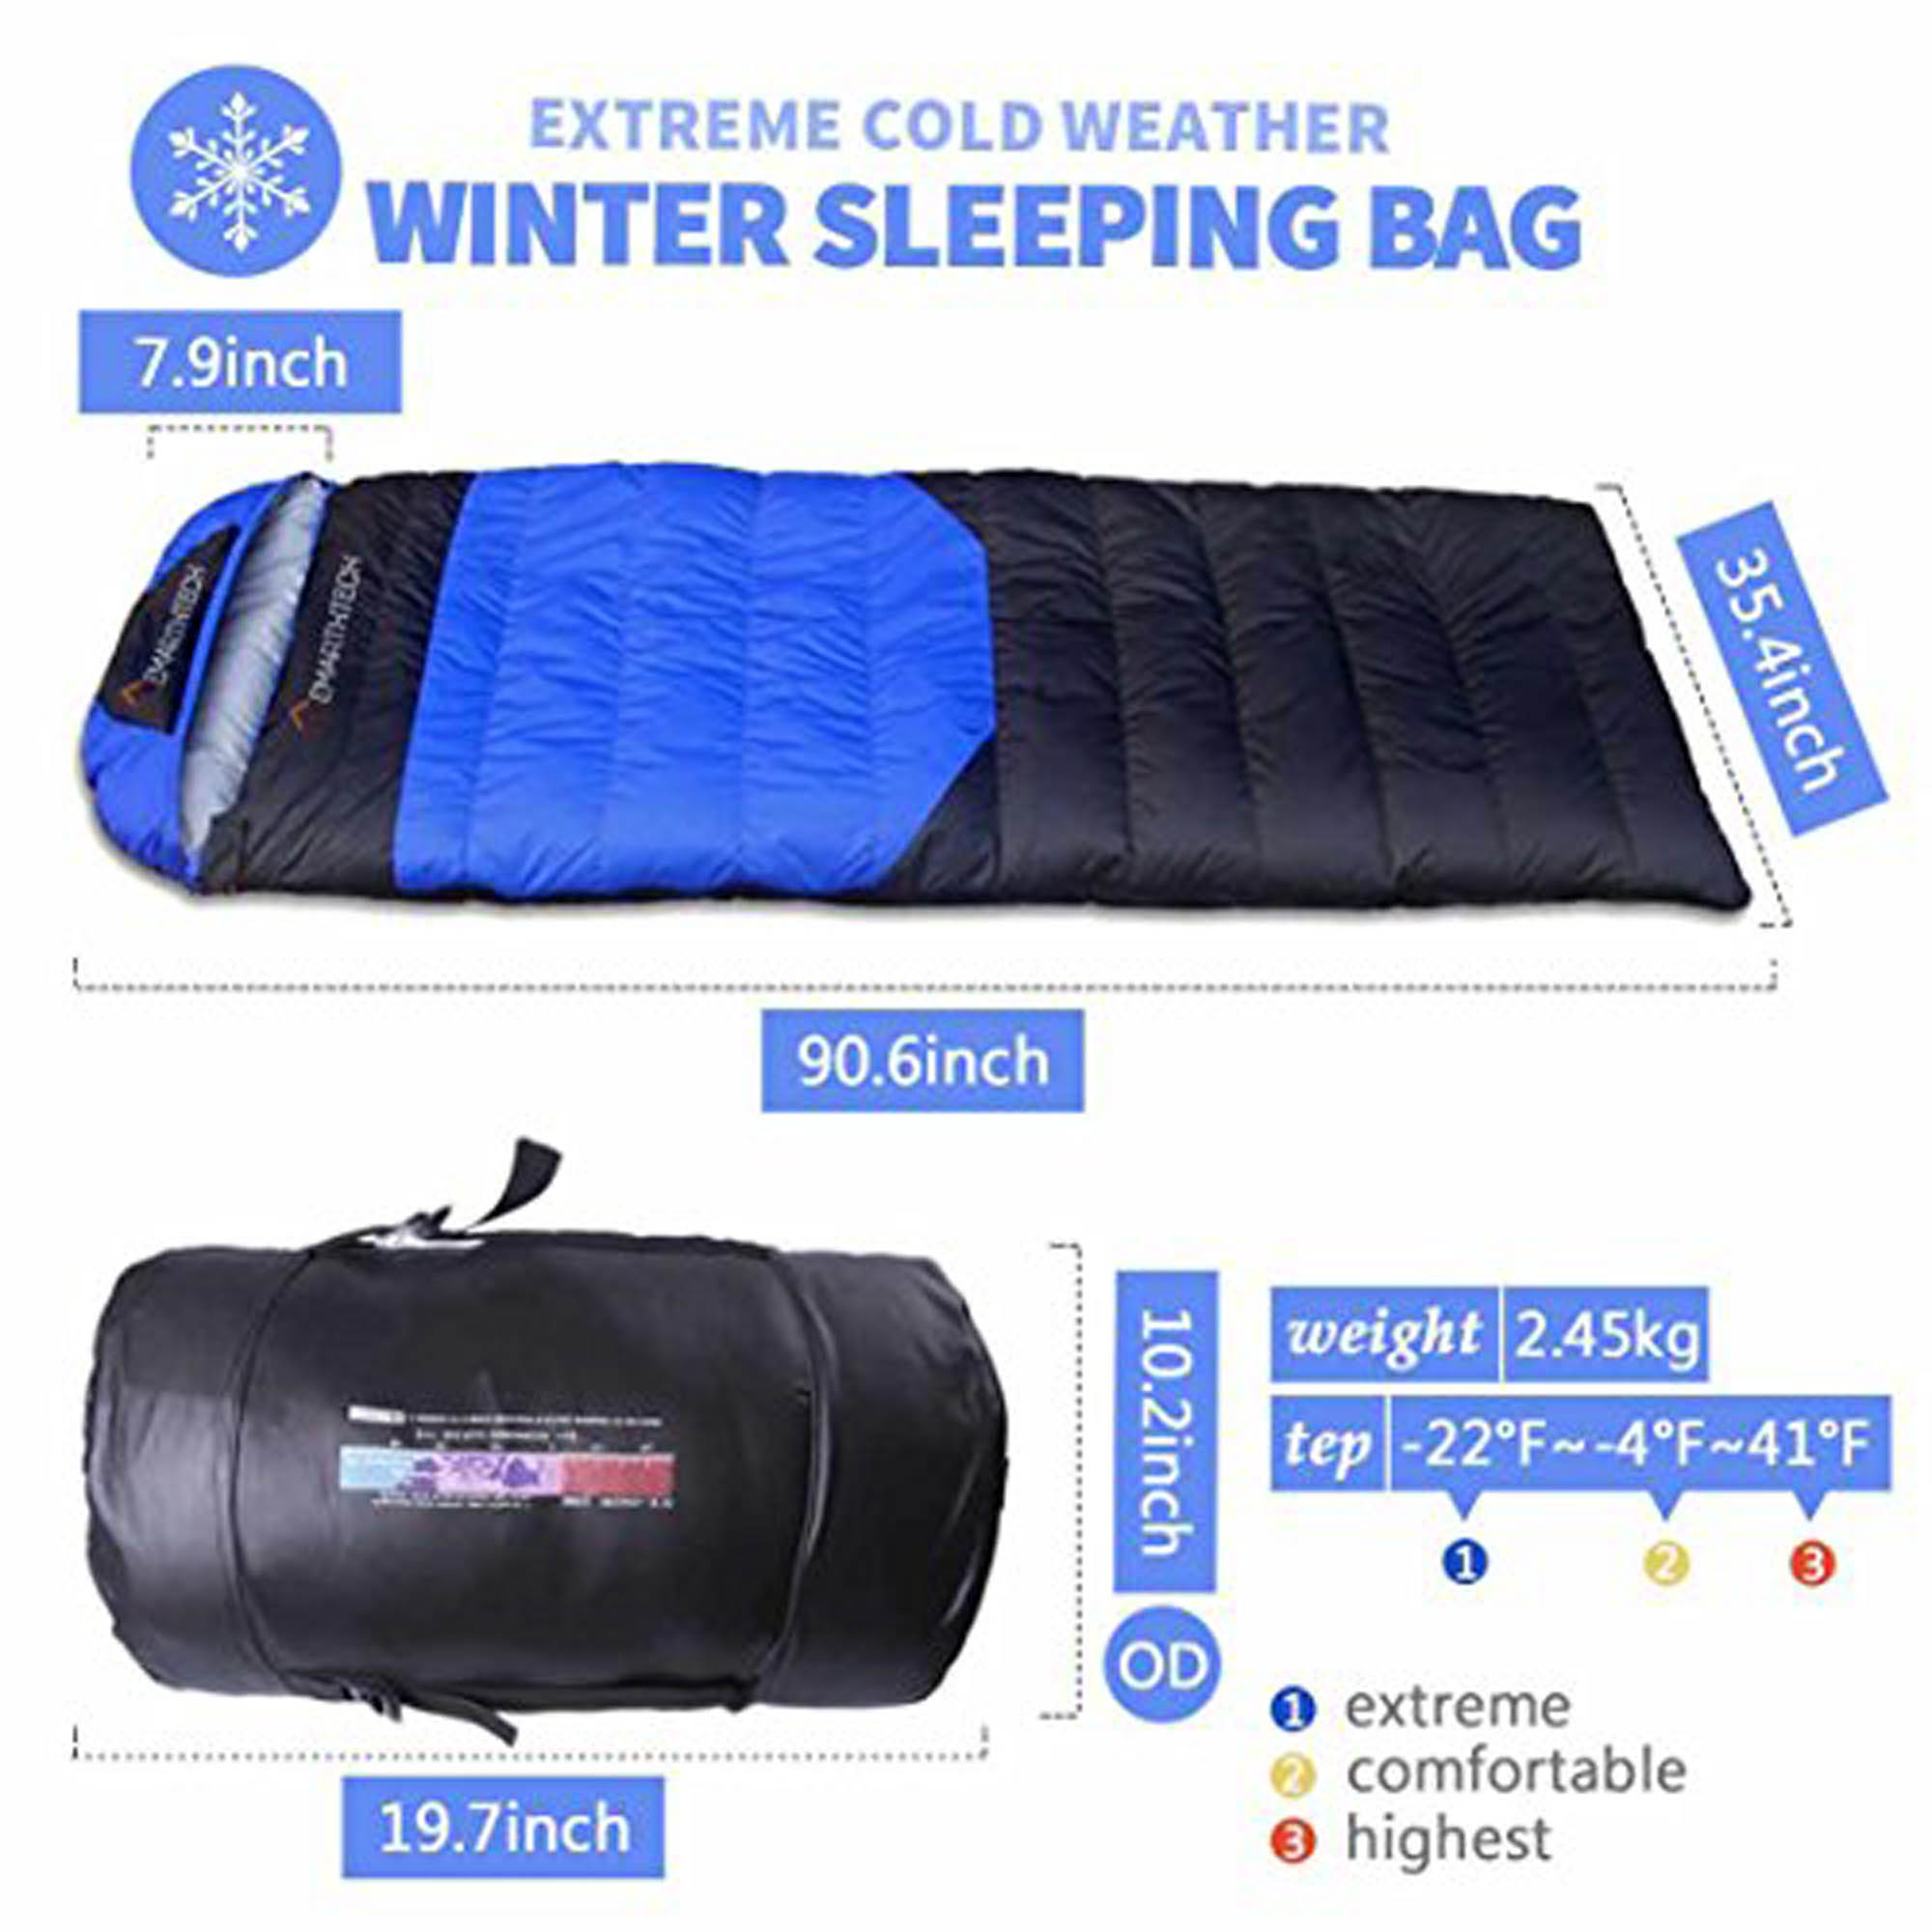 EXTREME COLD WEATHER
WINTER SLEEPING BAG
7.9inch
35.4inch
90.6inch
10.2inch
OD
19.7inch
weight 2.45kg
tep -22°F~-4°F~41°F
1 2 3
1 extreme
2 comfortable
3 highest